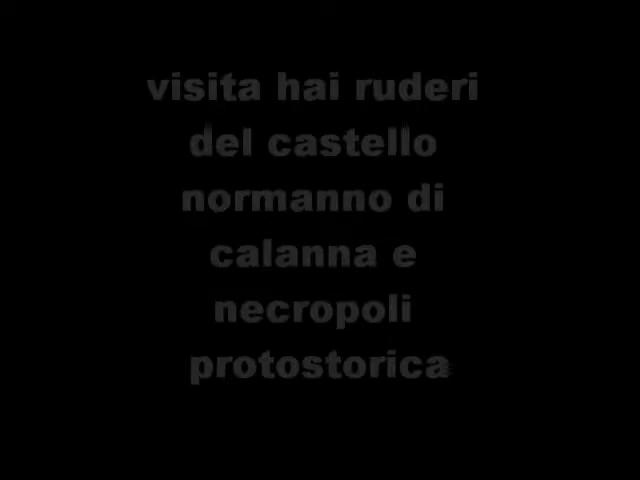 visita hai ruderi
del castello
normanno di
calanna e
necropoli
protostorica